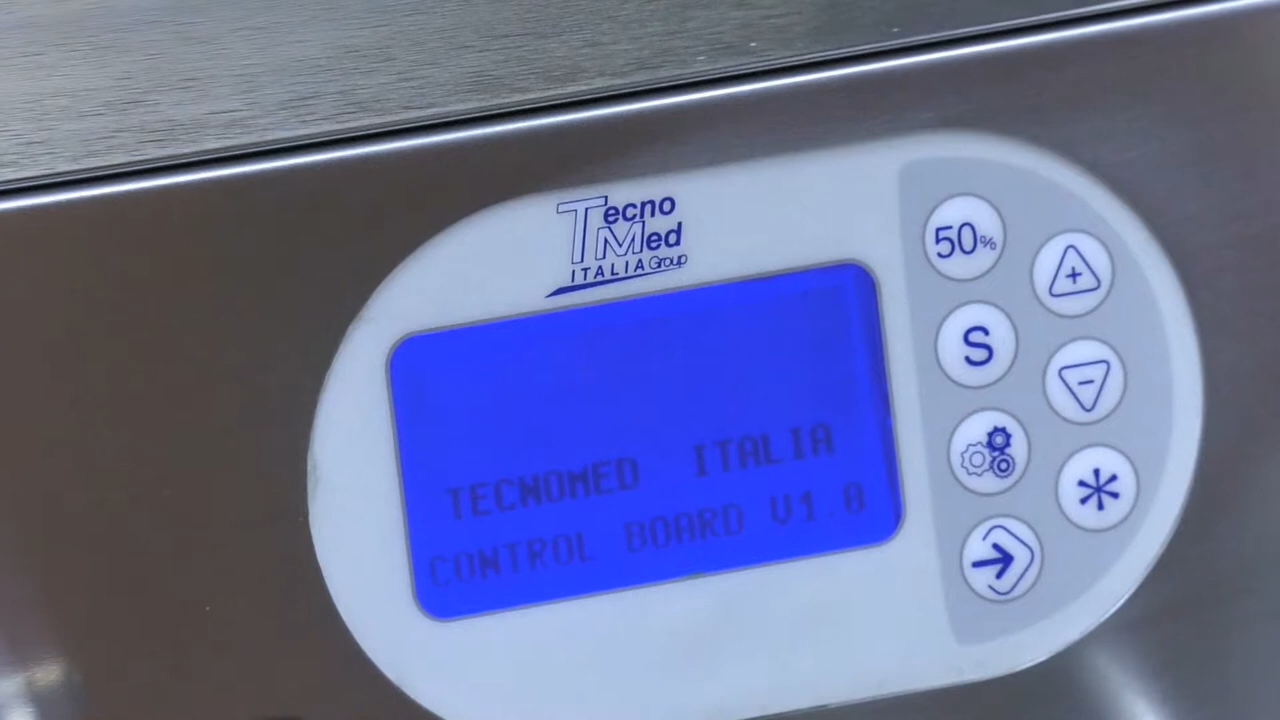 Tecno
Med
ITALIA Group
TECNOMED ITALIA
CONTROL BOARD V1.0
50%
+
S
-
*